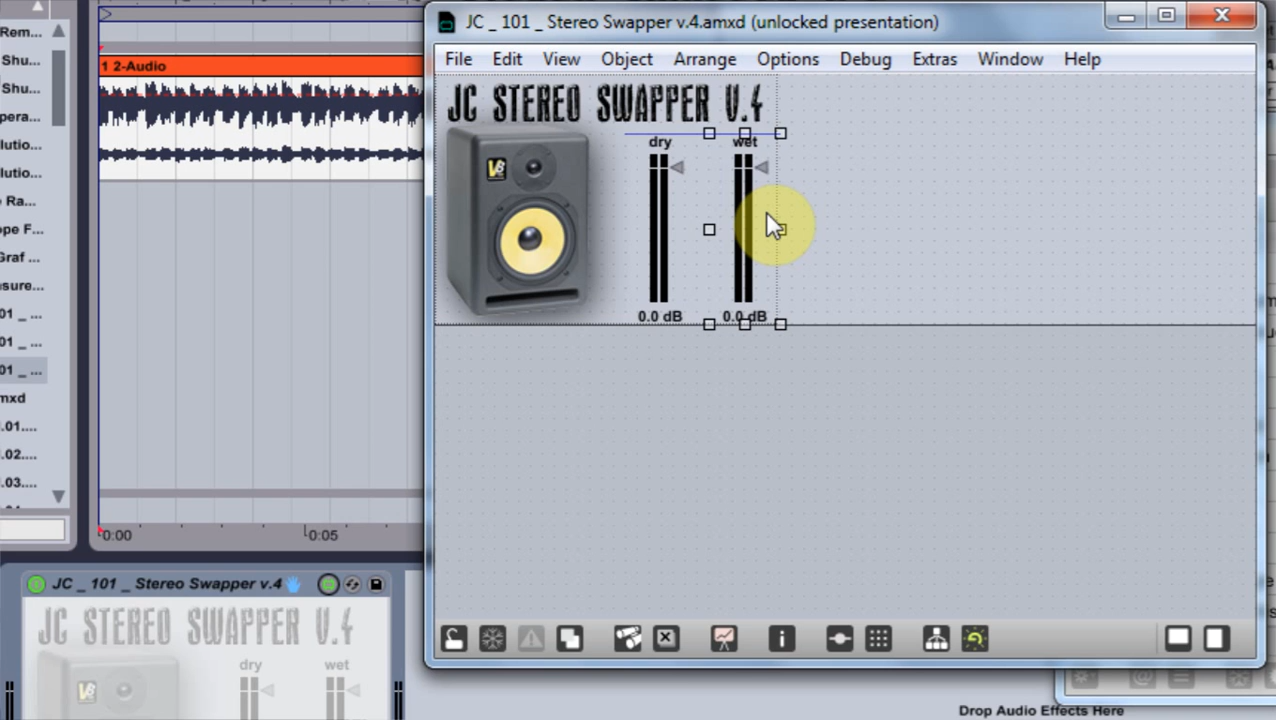 Rem...
Shu...
Shu...
pera...
lutio...
lutio...
Ra...
ope F...
Graf ...
sure...
01 _ ...
01 _ ...
01 _ ...
mxd
.01....
.02....
.03....
1 2-Audio
0:00
0:05
JC _ 101 _ Stereo Swapper v.4.amxd (unlocked presentation)
File Edit View Object Arrange Options Debug Extras Window Help
JC STEREO SWAPPER V.4
dry wet
0.0 dB 0.0 dB
JC _ 101 _ Stereo Swapper v.4
JC STEREO SWAPPER V.4
dry wet
Drop Audio Effects Here